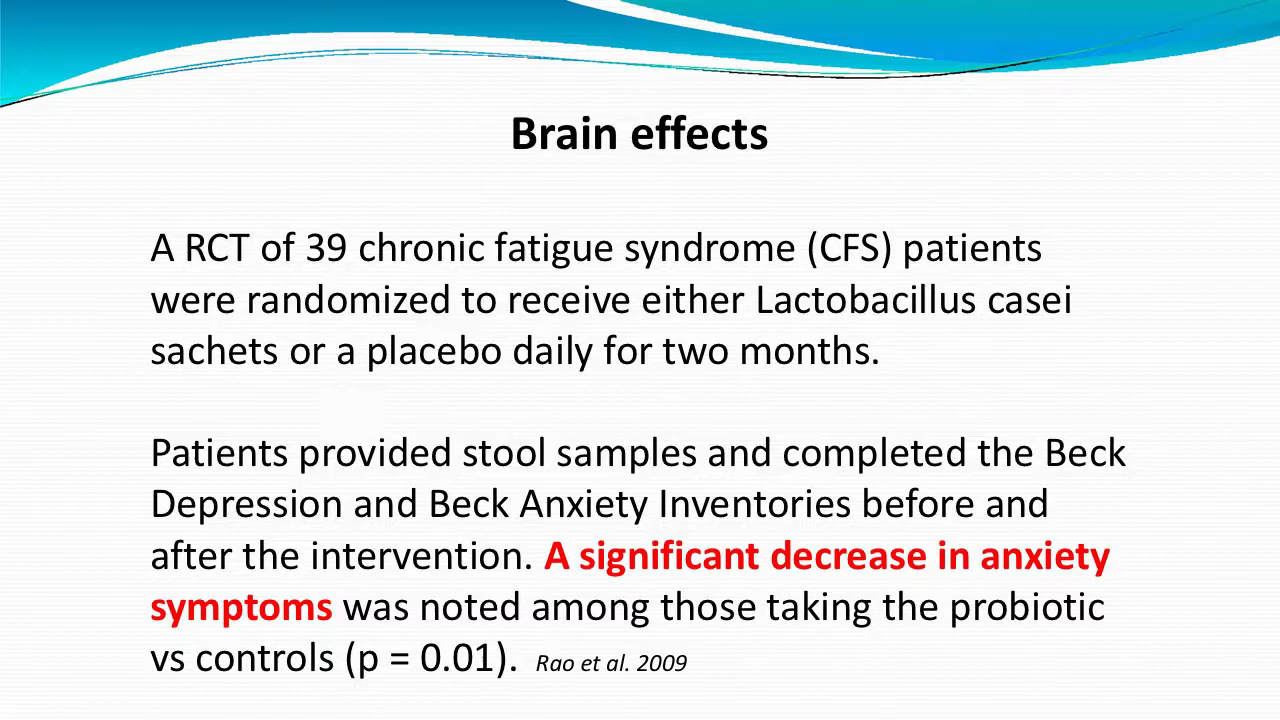 Brain effects
A RCT of 39 chronic fatigue syndrome (CFS) patients
were randomized to receive either Lactobacillus casei
sachets or a placebo daily for two months.
Patients provided stool samples and completed the Beck
Depression and Beck Anxiety Inventories before and
after the intervention. A significant decrease in anxiety
symptoms was noted among those taking the probiotic
vs controls (p = 0.01). Rao et al. 2009